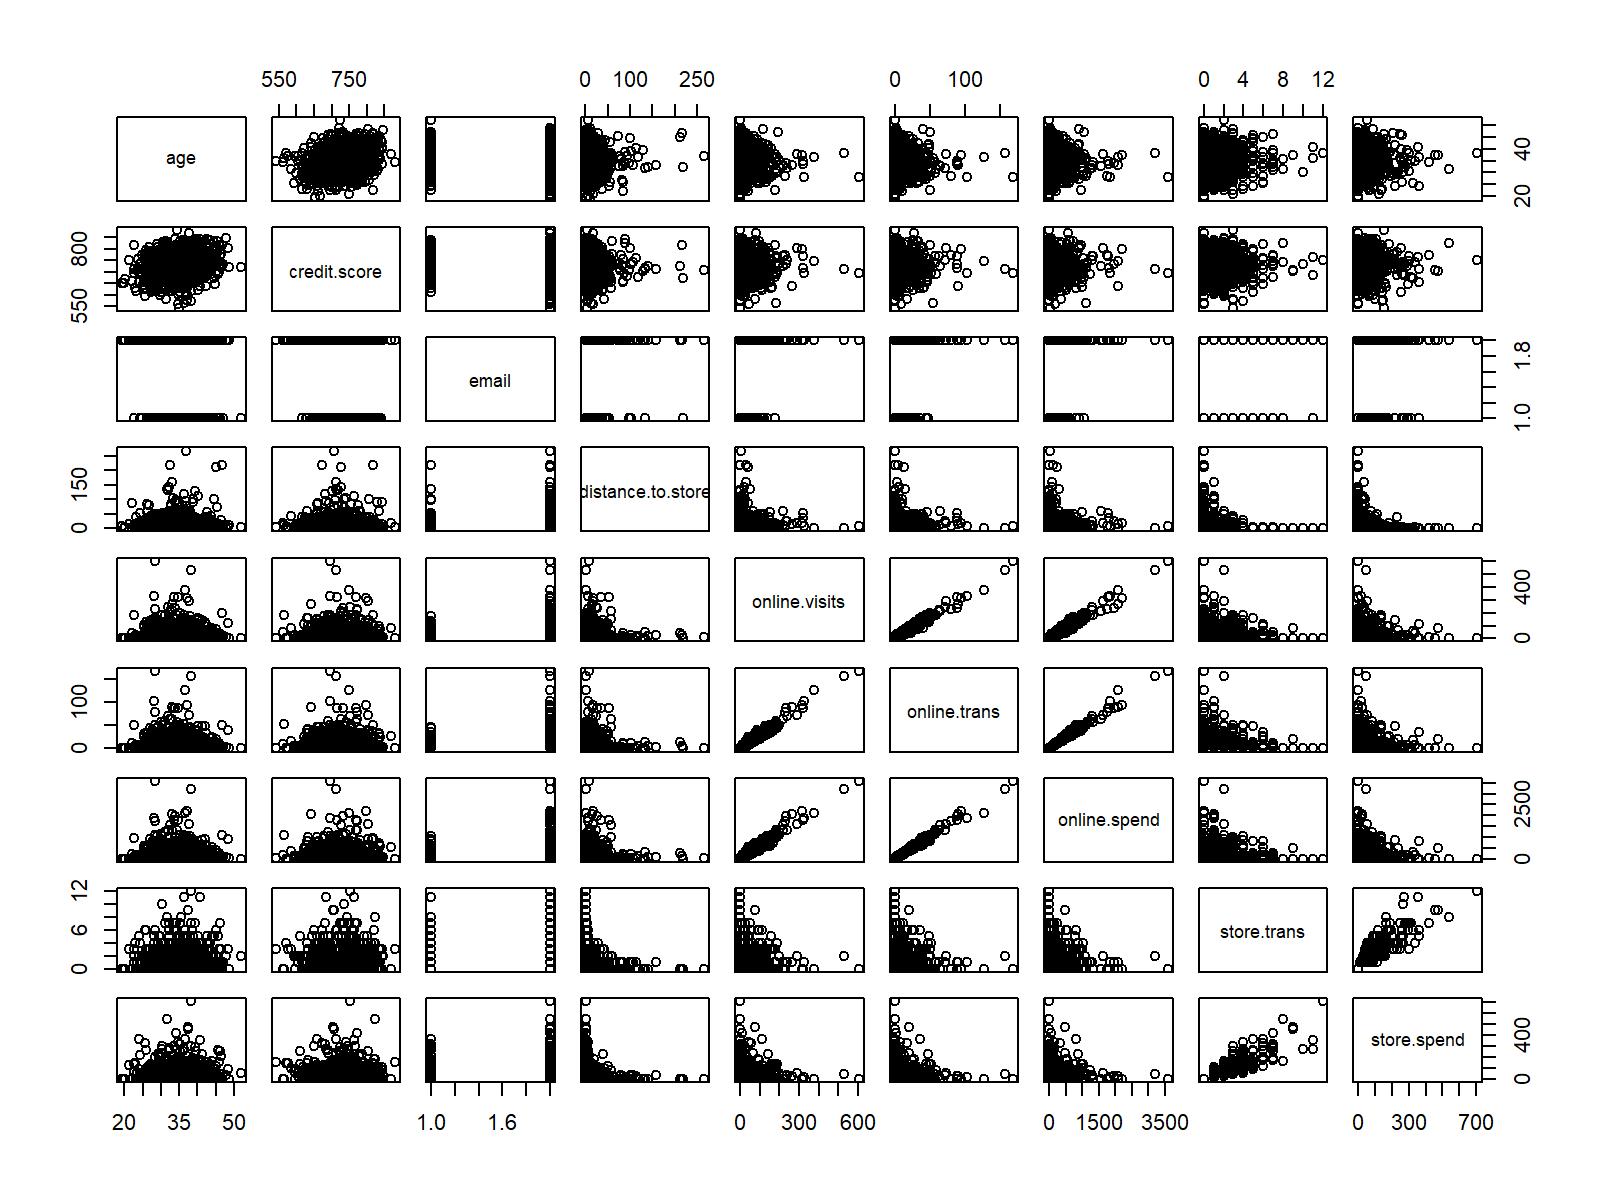 550 750 0 100 250 0 100 0 4 8 12
age 20 40
550 800 credit.score
email 1.0 1.8
0 150 distance.to.store
online.visits 0 400
0 100 online.trans
online.spend 0 2500
0 6 12 store.trans
store.spend 0 400
20 35 50 1.0 1.6 0 300 600 0 1500 3500 0 300 700